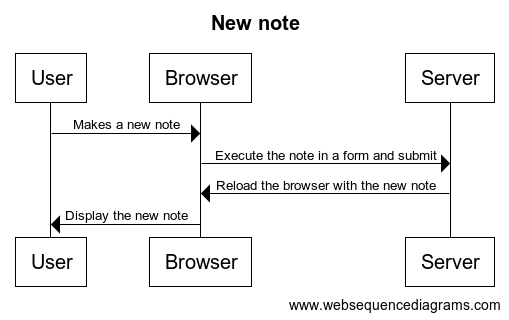 New note
User
Browser
Server
Makes a new note
Execute the note in a form and submit
Reload the browser with the new note
Display the new note
User
Browser
Server
www.websequencediagrams.com